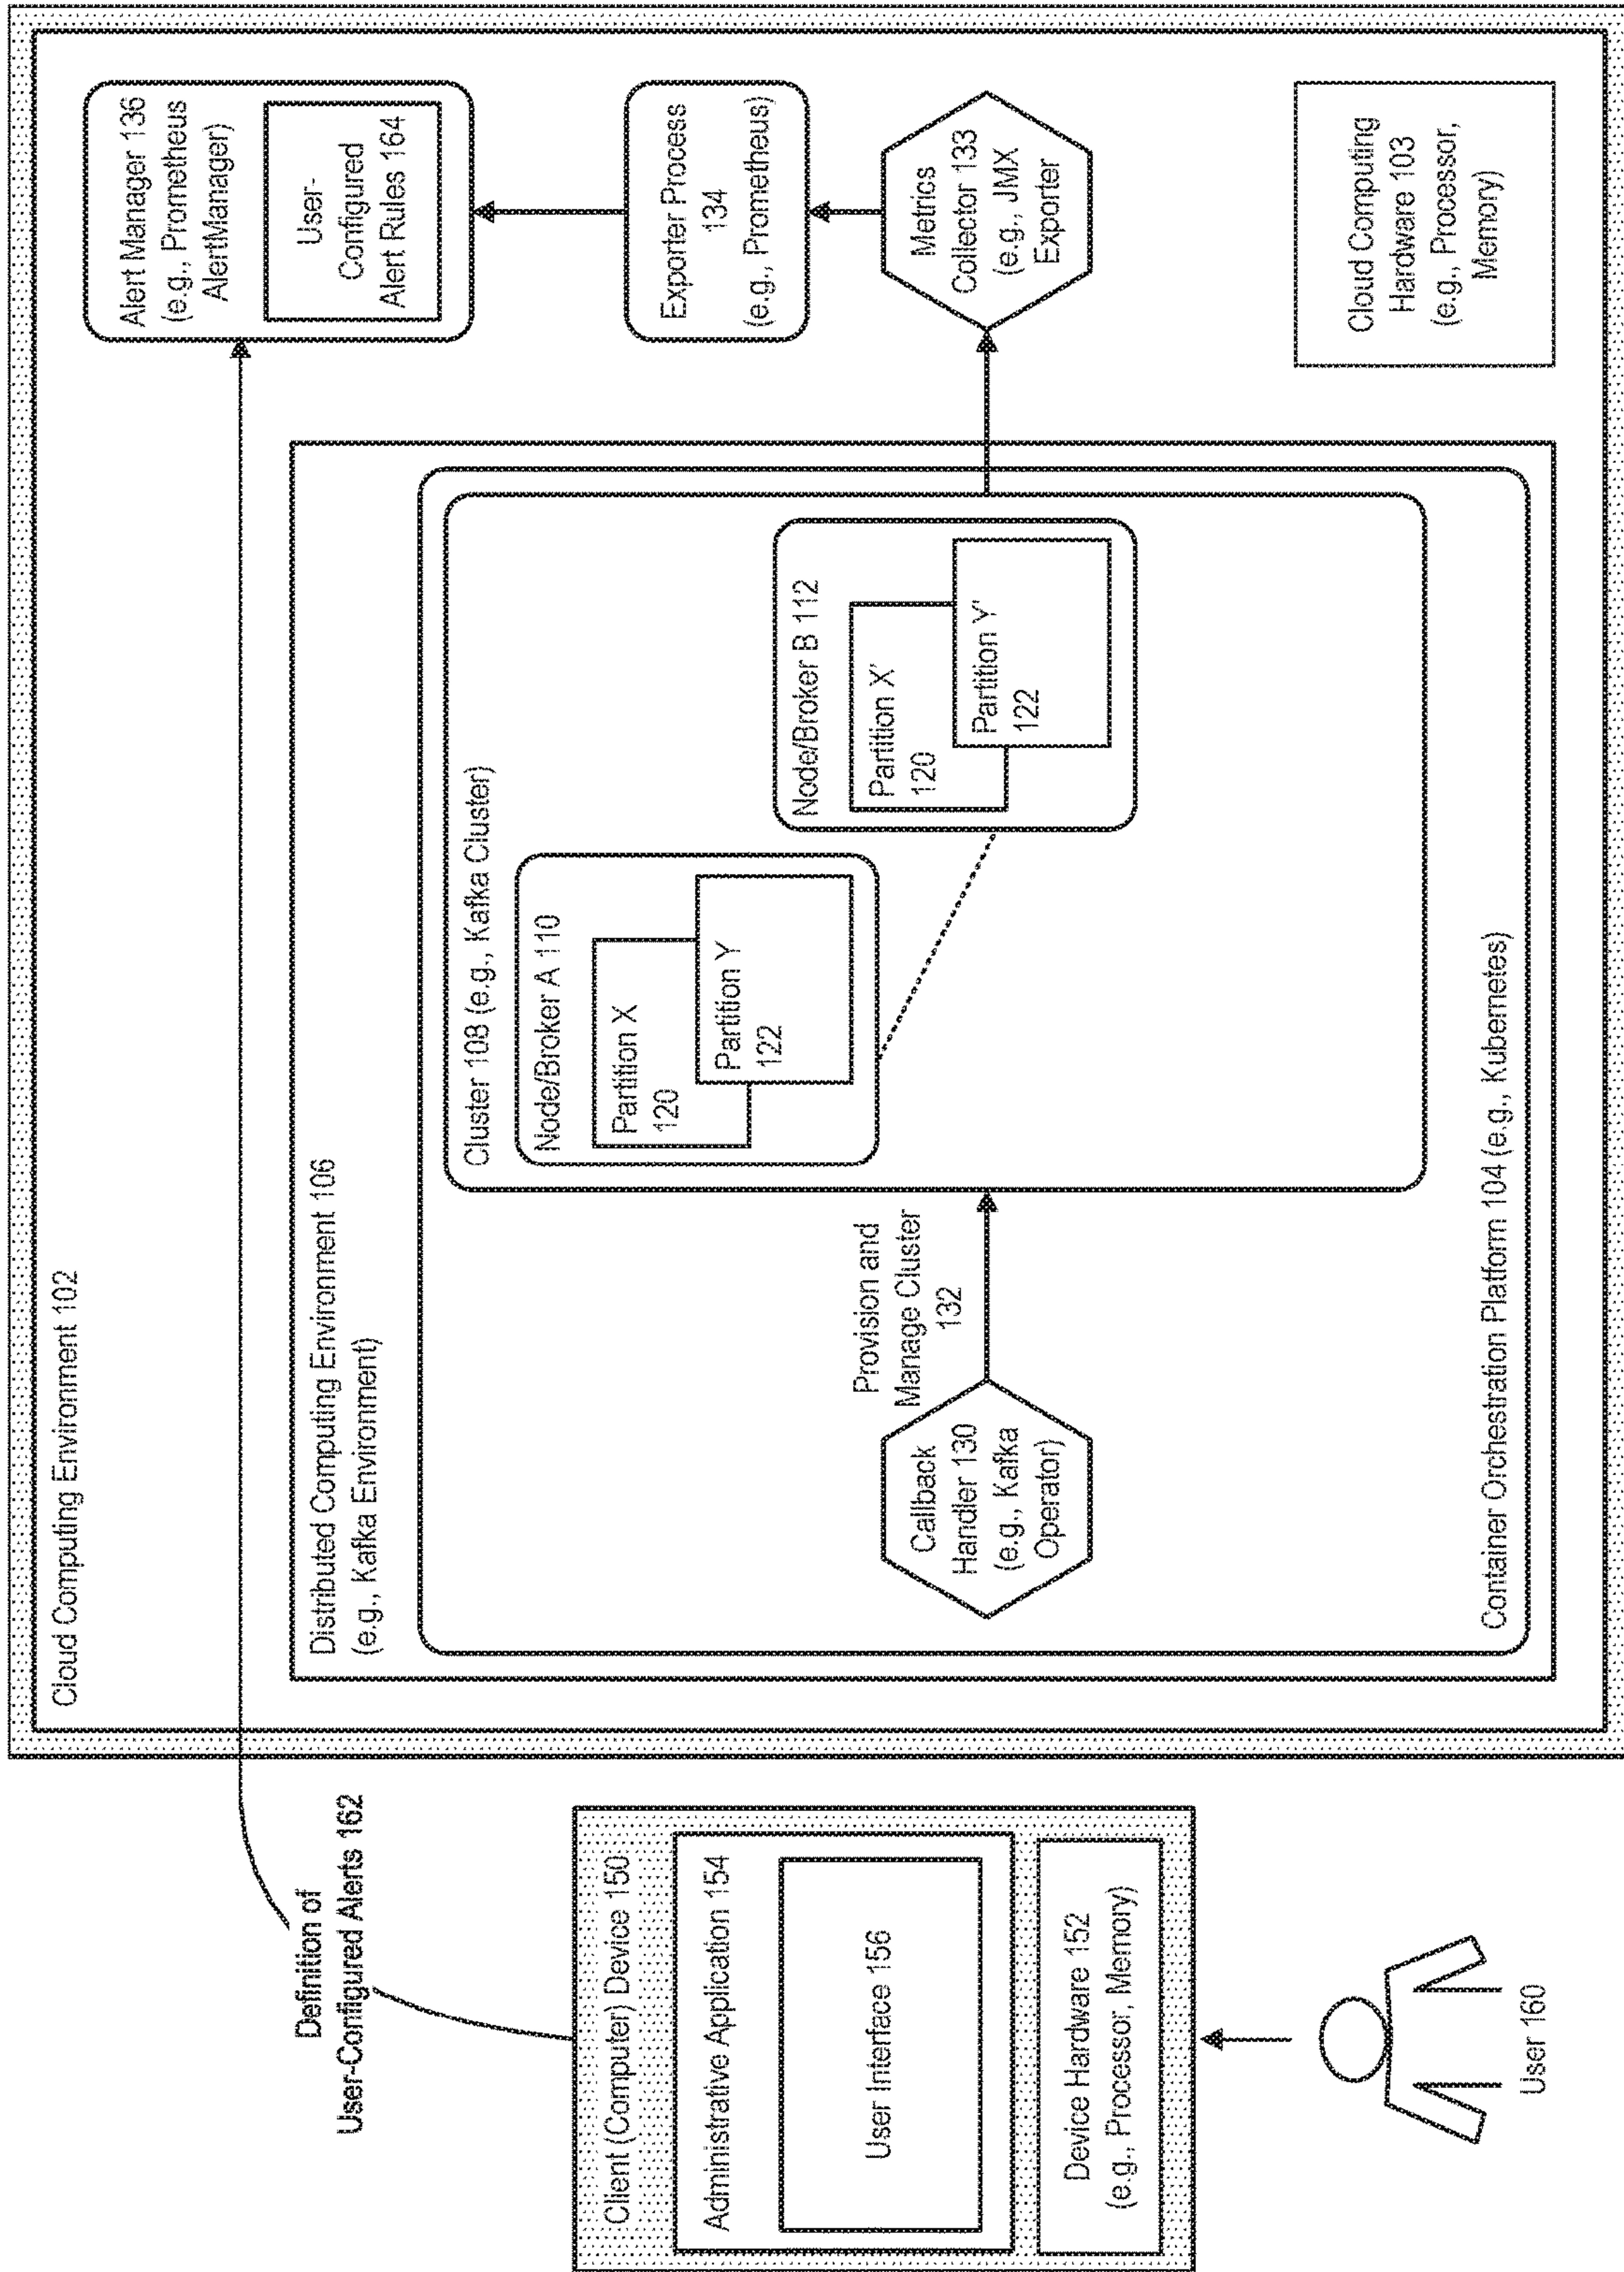 Cloud Computing Environment 102
Alert Manager 136
(e.g., Prometheus
AlertManager)
User-
Configured
Alert Rules 164
Exporter Process
134
(e.g., Prometheus)
Metrics
Collector 133
(e.g., JMX
Exporter
Cloud Computing
Hardware 103
(e.g., Processor,
Memory)
Distributed Computing Environment 106
(e.g., Kafka Environment)
Cluster 108 (e.g., Kafka Cluster)
Node/Broker A 110
Partition X
120
Partition Y
122
Node/Broker B 112
Partition X'
120
Partition Y'
122
Provision and
Manage Cluster
132
Callback
Handler 130
(e.g., Kafka
Operator)
Container Orchestration Platform 104 (e.g., Kubernetes)
Definition of
User-Configured Alerts 162
Client (Computer) Device 150
Administrative Application 154
User Interface 156
Device Hardware 152
(e.g., Processor, Memory)
User 160